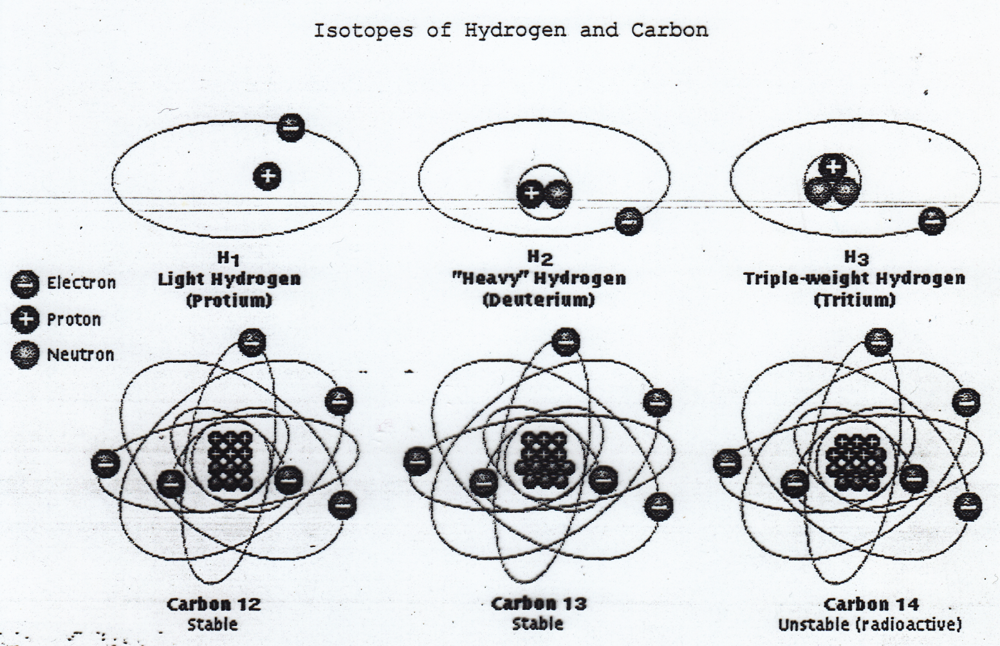 Isotopes of Hydrogen and Carbon
H1
Light Hydrogen
(Protium)
H2
"Heavy" Hydrogen
(Deuterium)
H3
Triple-weight Hydrogen
(Tritium)
Electron
Proton
Neutron
Carbon 12
Stable
Carbon 13
Stable
Carbon 14
Unstable (radioactive)